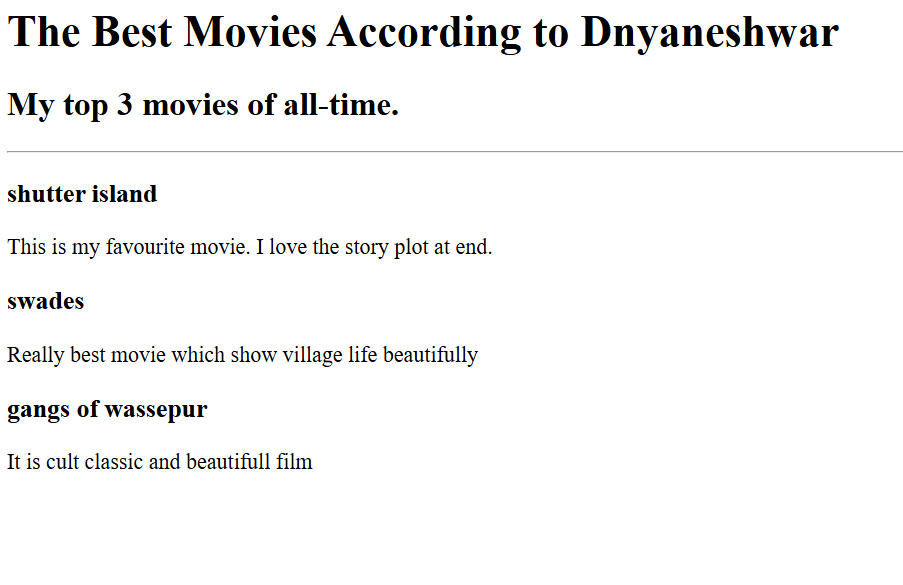 The Best Movies According to Dnyaneshwar
My top 3 movies of all-time.
shutter island
This is my favourite movie. I love the story plot at end.
swades
Really best movie which show village life beautifully
gangs of wassepur
It is cult classic and beautifull film